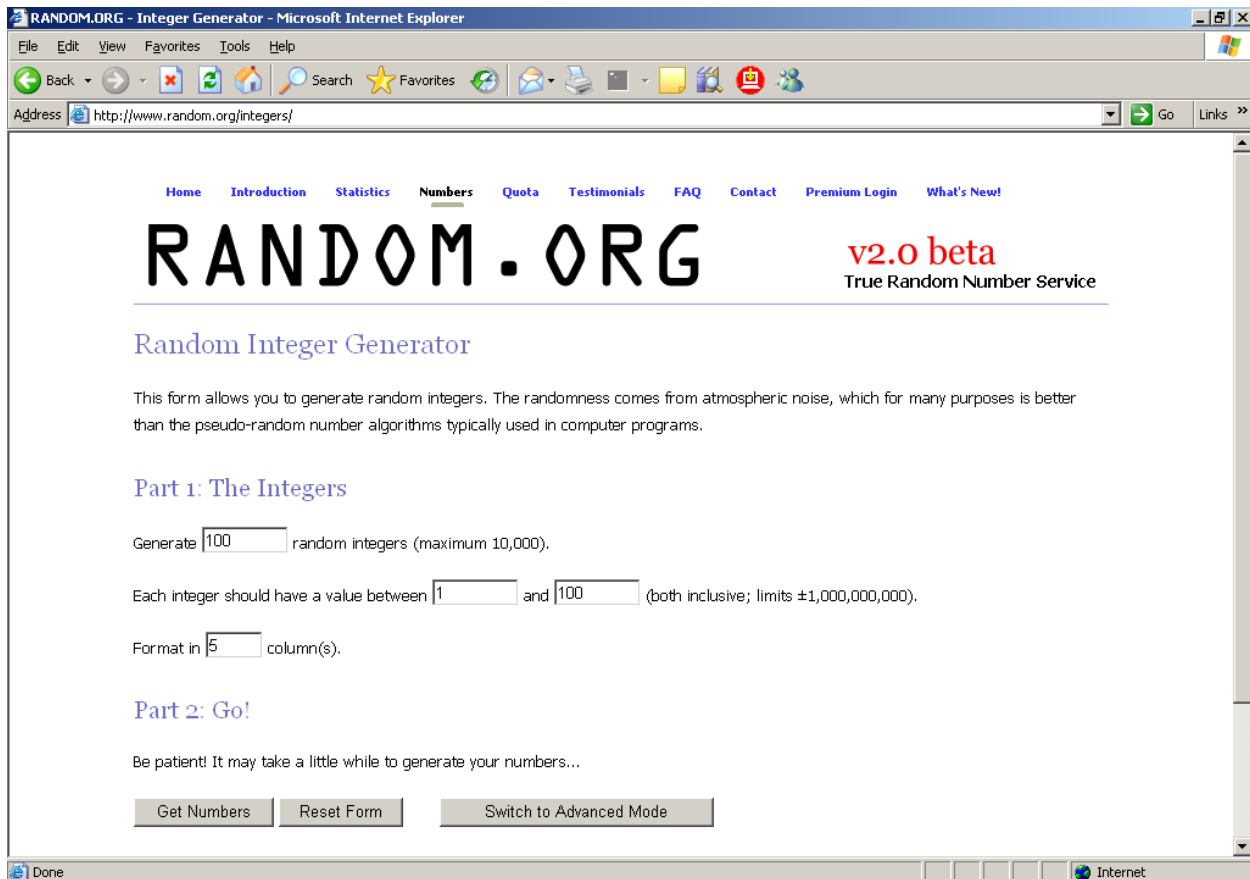 RANDOM.ORG - Integer Generator - Microsoft Internet Explorer
File Edit View Favorites Tools Help
Back Search Favorites
Address http://www.random.org/integers/ Go Links »
Home Introduction Statistics Numbers Quota Testimonials FAQ Contact Premium Login What's New!
RANDOM.ORG
v2.0 beta
True Random Number Service
Random Integer Generator
This form allows you to generate random integers. The randomness comes from atmospheric noise, which for many purposes is better
than the pseudo-random number algorithms typically used in computer programs.
Part 1: The Integers
Generate 100 random integers (maximum 10,000).
Each integer should have a value between 1 and 100 (both inclusive; limits ±1,000,000,000).
Format in 5 column(s).
Part 2: Go!
Be patient! It may take a little while to generate your numbers...
Get Numbers Reset Form Switch to Advanced Mode
Done Internet